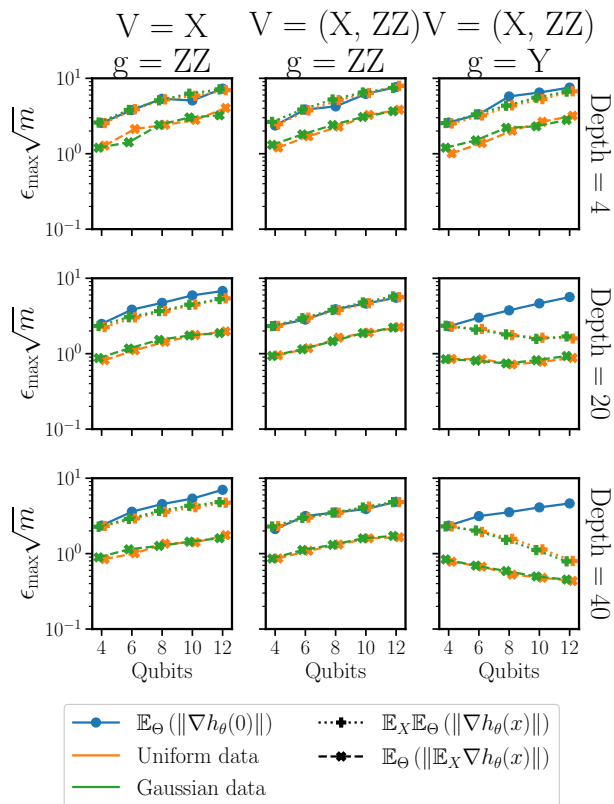 V = X
g = ZZ
V = (X, ZZ)
g = ZZ
V = (X, ZZ)
g = Y
ϵmax√m
10¹
10⁰
10⁻¹
Depth = 4
ϵmax√m
10¹
10⁰
10⁻¹
Depth = 20
ϵmax√m
10¹
10⁰
10⁻¹
Depth = 40
4 6 8 10 12
4 6 8 10 12
4 6 8 10 12
Qubits
Qubits
Qubits
𝔼Θ (‖∇hθ(0)‖)
Uniform data
Gaussian data
𝔼X𝔼Θ (‖∇hθ(x)‖)
𝔼Θ (‖𝔼X∇hθ(x)‖)